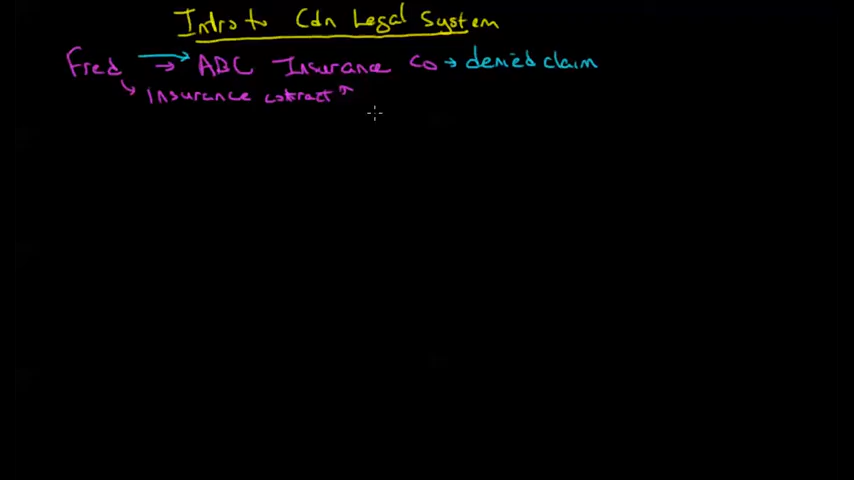 Intro to Cdn Legal System
Fred → ABC Insurance co → denied claim
Insurance contract